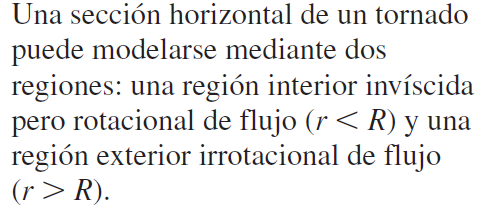 Una sección horizontal de un tornado
puede modelarse mediante dos
regiones: una región interior invíscida
pero rotacional de flujo (r < R) y una
región exterior irrotacional de flujo
(r > R).